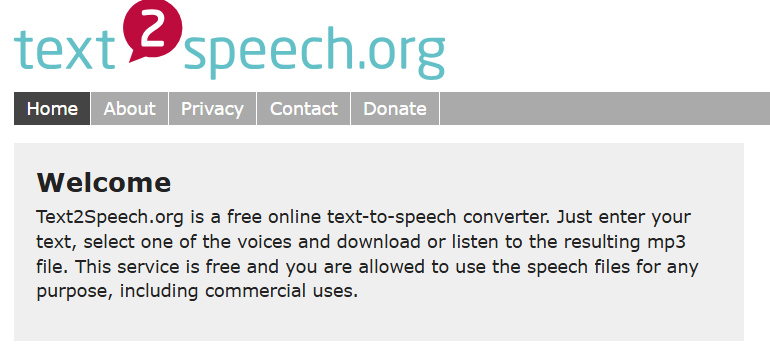 text2speech.org
Home About Privacy Contact Donate
Welcome
Text2Speech.org is a free online text-to-speech converter. Just enter your
text, select one of the voices and download or listen to the resulting mp3
file. This service is free and you are allowed to use the speech files for any
purpose, including commercial uses.